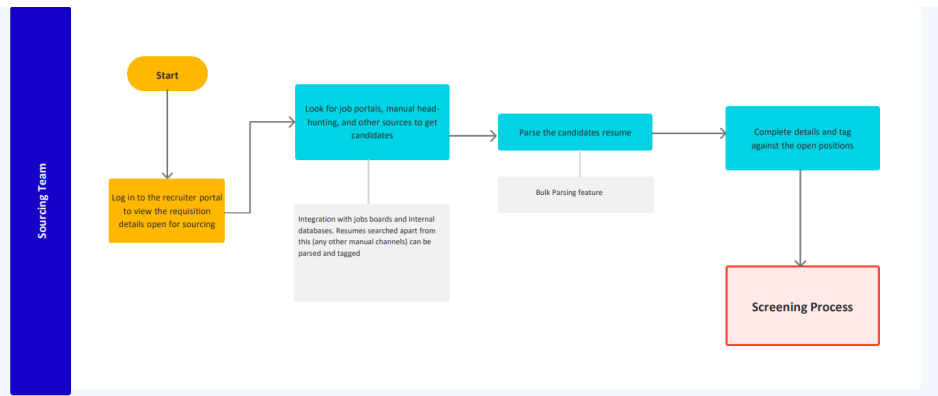 Sourcing Team
Start
Log in to the recruiter portal
to view the requisition
details open for sourcing
Look for job portals, manual head-
hunting, and other sources to get
candidates
Integration with jobs boards and Internal
databases. Resumes searched apart from
this (any other manual channels) can be
parsed and tagged
Parse the candidates resume
Bulk Parsing feature
Complete details and tag
against the open positions
Screening Process